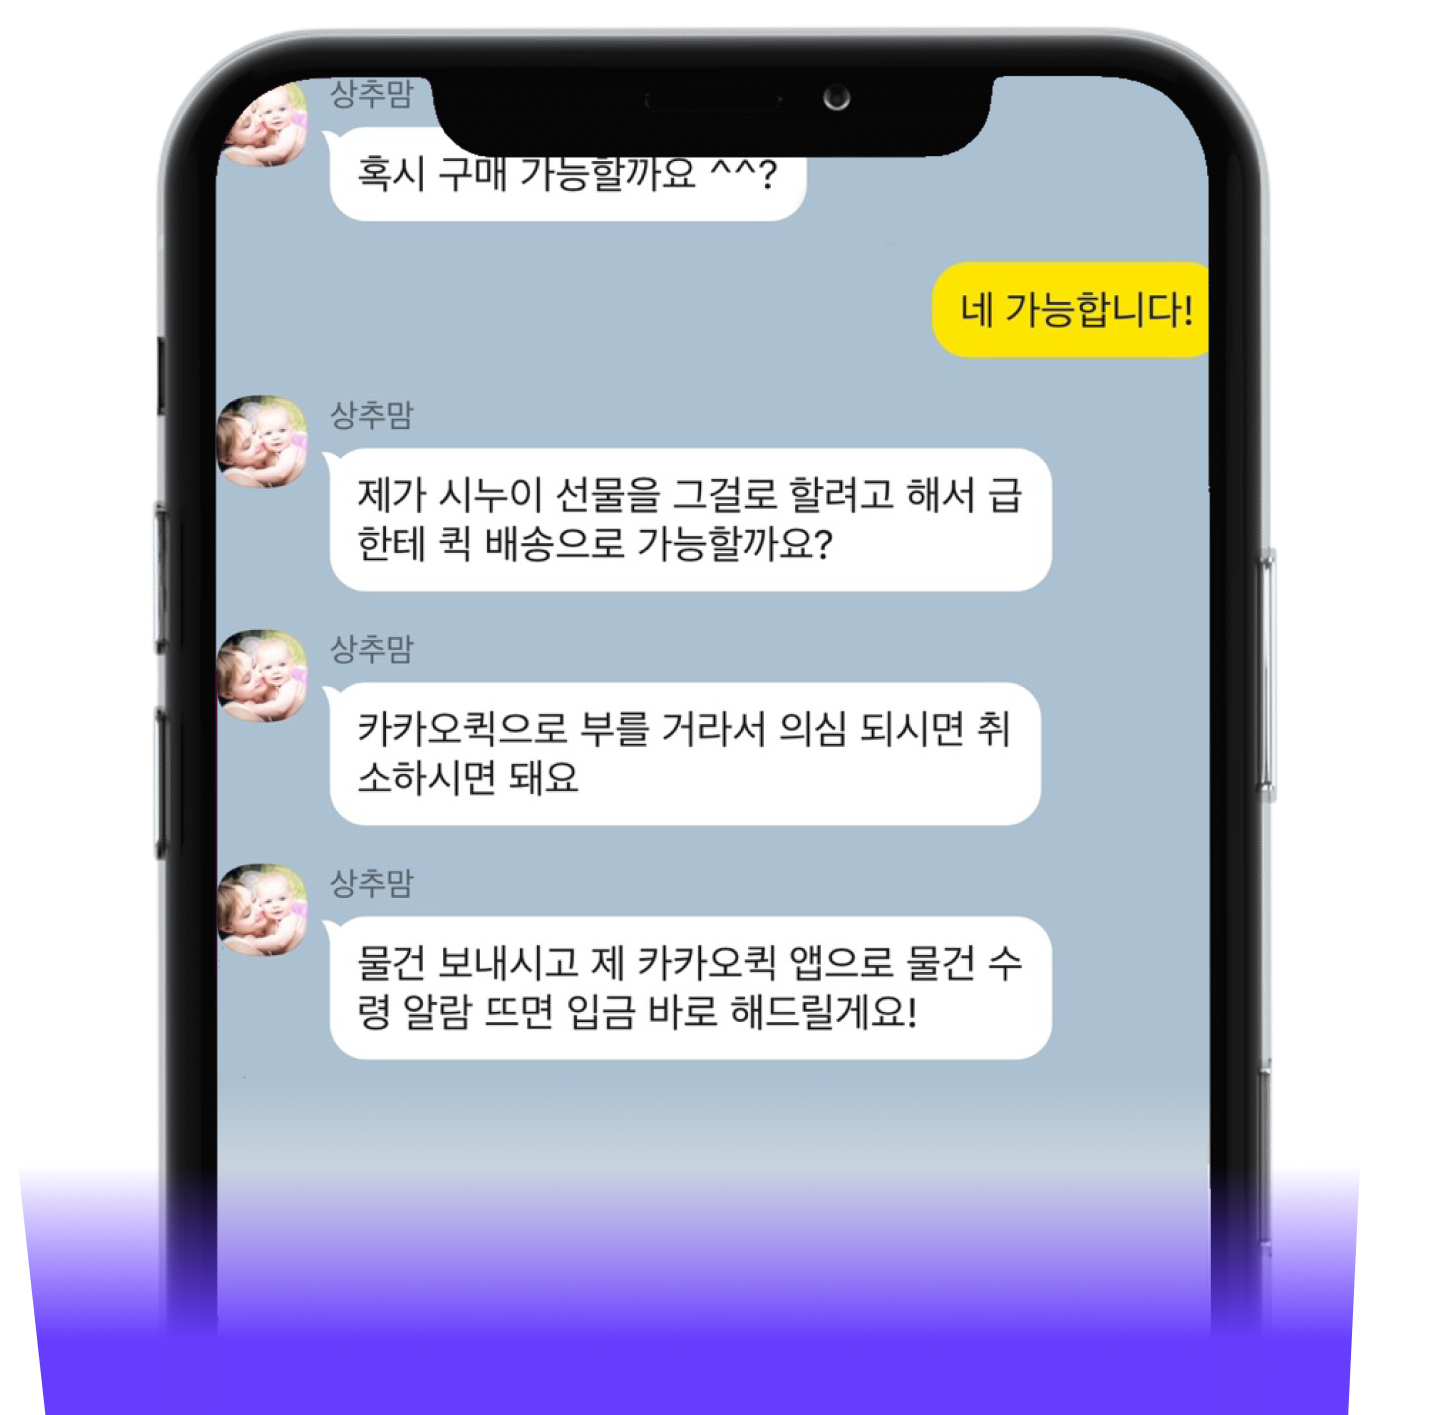 상추맘
혹시 구매 가능할까요 ^^?
네 가능합니다!
상추맘
제가 시누이 선물을 그걸로 할려고 해서 급
한테 퀵 배송으로 가능할까요?
상추맘
카카오퀵으로 부를 거라서 의심 되시면 취
소하시면 돼요
상추맘
물건 보내시고 제 카카오퀵 앱으로 물건 수
령 알람 뜨면 입금 바로 해드릴게요!